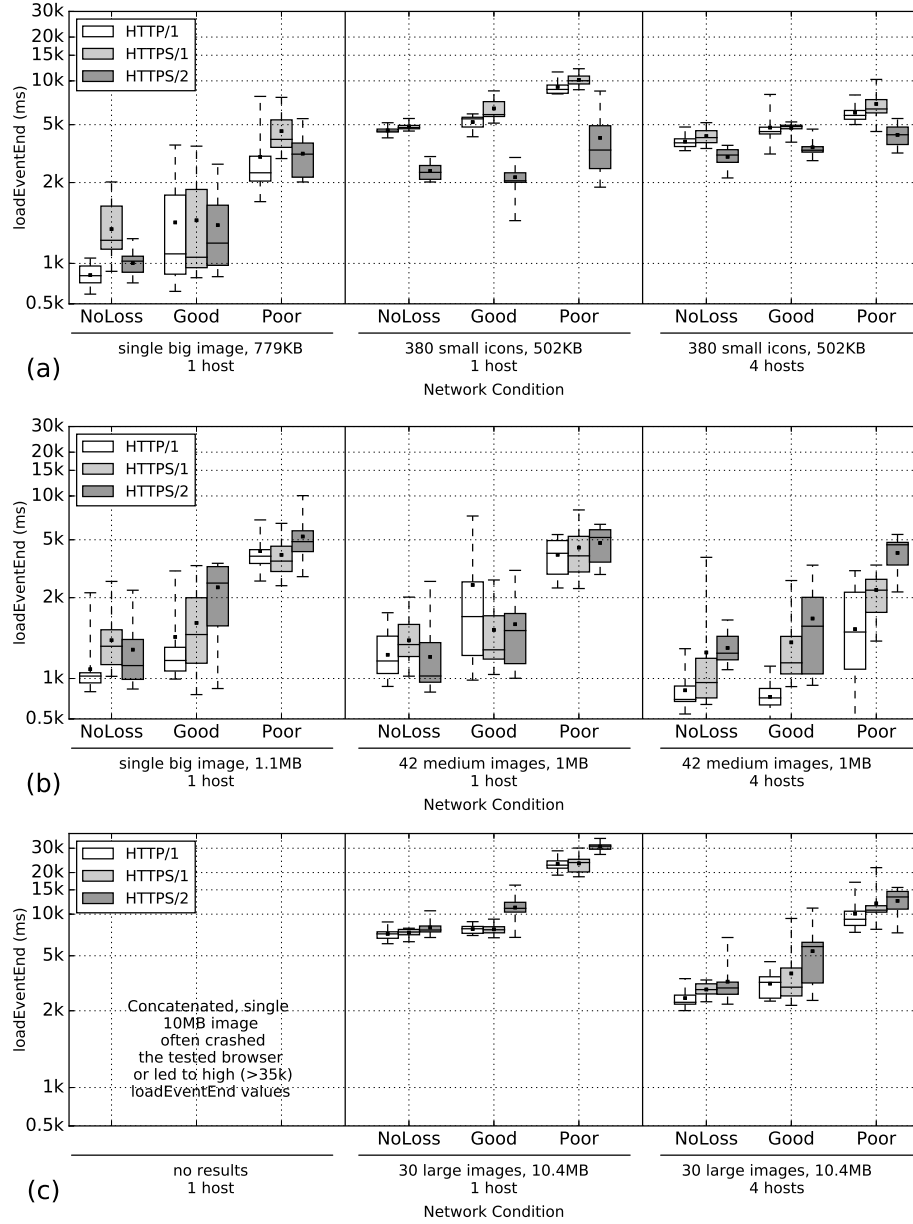 30k
20k
15k
10k
5k
2k
1k
0.5k
loadEventEnd (ms)
HTTP/1
HTTPS/1
HTTPS/2
NoLoss Good Poor NoLoss Good Poor NoLoss Good Poor
single big image, 779KB 380 small icons, 502KB 380 small icons, 502KB
1 host 1 host 4 hosts
(a)
Network Condition
30k
20k
15k
10k
5k
2k
1k
0.5k
loadEventEnd (ms)
HTTP/1
HTTPS/1
HTTPS/2
NoLoss Good Poor NoLoss Good Poor NoLoss Good Poor
single big image, 1.1MB 42 medium images, 1MB 42 medium images, 1MB
1 host 1 host 4 hosts
(b)
Network Condition
30k
20k
15k
10k
5k
2k
1k
0.5k
loadEventEnd (ms)
HTTP/1
HTTPS/1
HTTPS/2
Concatenated, single
10MB image
often crashed
the tested browser
or led to high (>35k)
loadEventEnd values
NoLoss Good Poor NoLoss Good Poor
no results 30 large images, 10.4MB 30 large images, 10.4MB
1 host 1 host 4 hosts
(c)
Network Condition